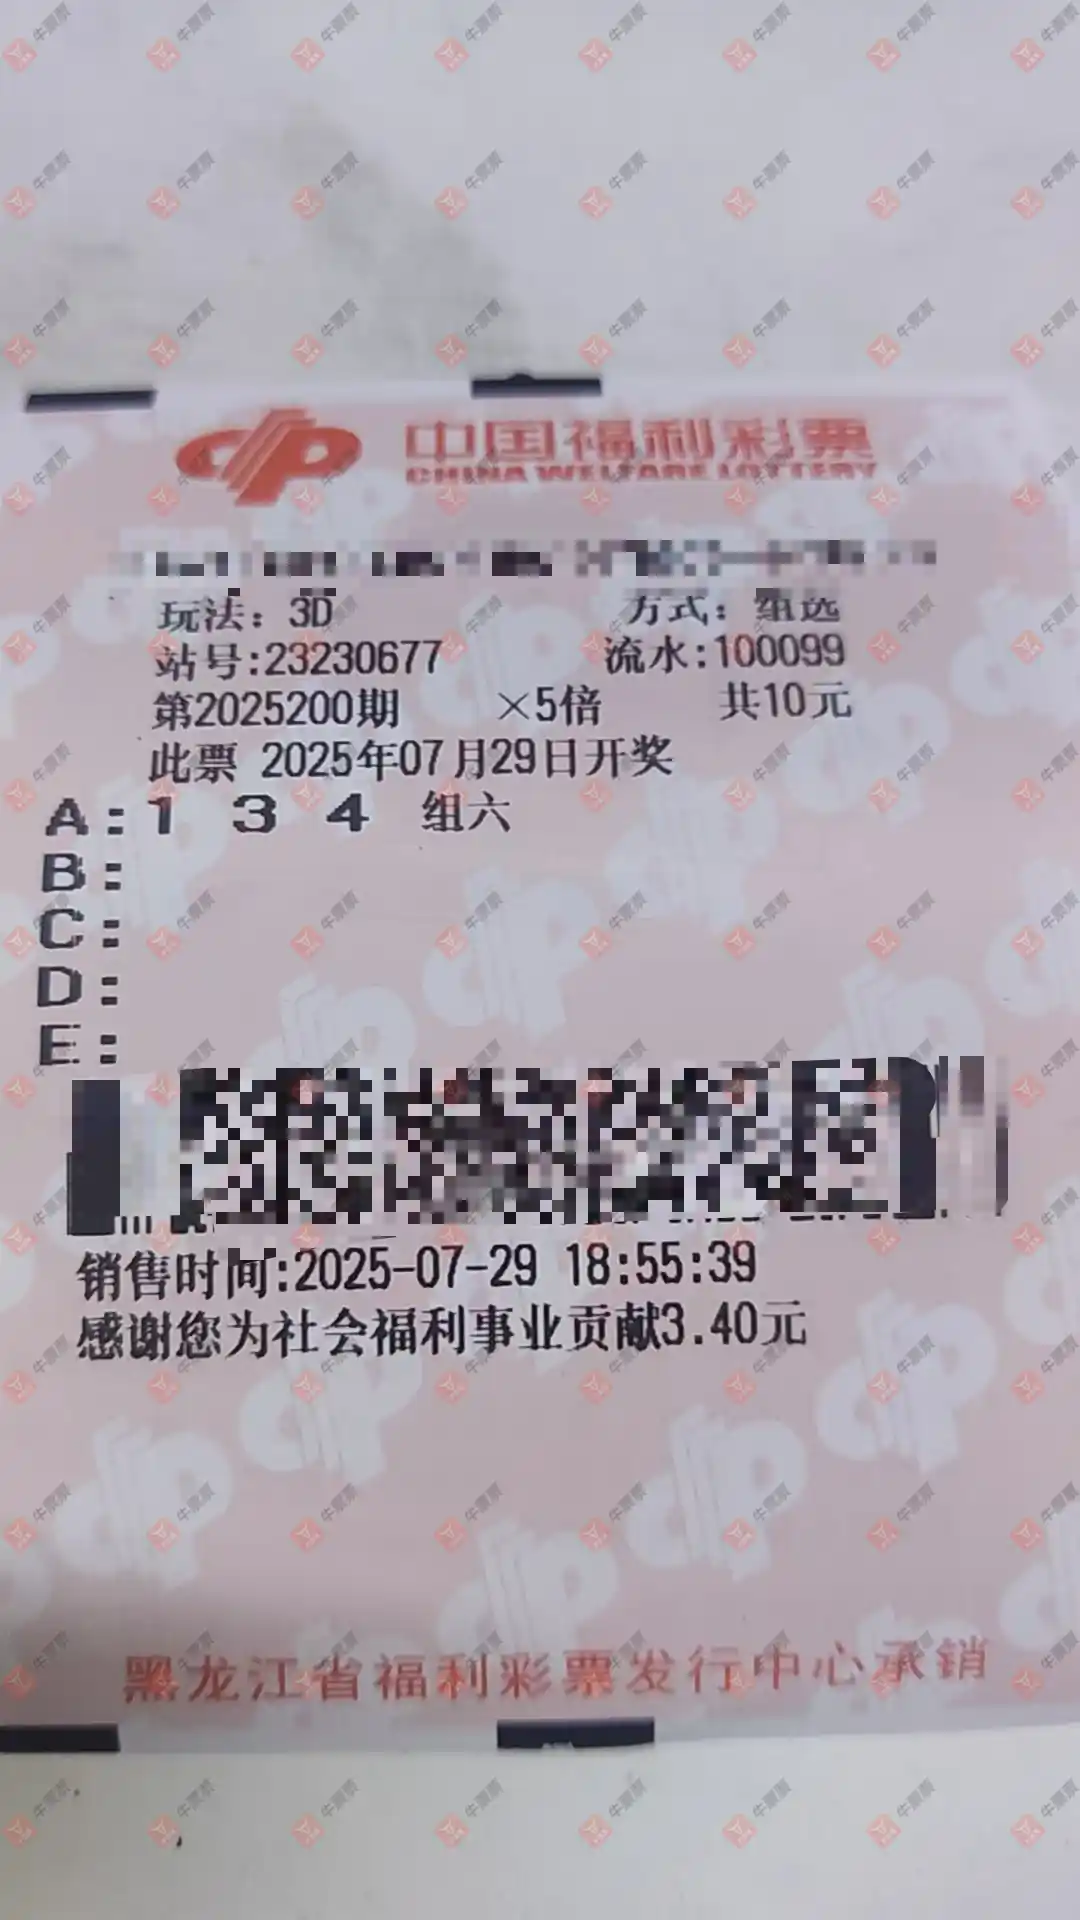 中国福利彩票
CHINA WELFARE LOTTERY
玩法：3D 方式：组选
站号:23230677 流水:100099
第2025200期 ×5倍 共10元
此票 2025年07月29日开奖
A:1 3 4 组六
B:
C:
D:
E:
销售时间:2025-07-29 18:55:39
感谢您为社会福利事业贡献3.40元
黑龙江省福利彩票发行中心承销
牛票票